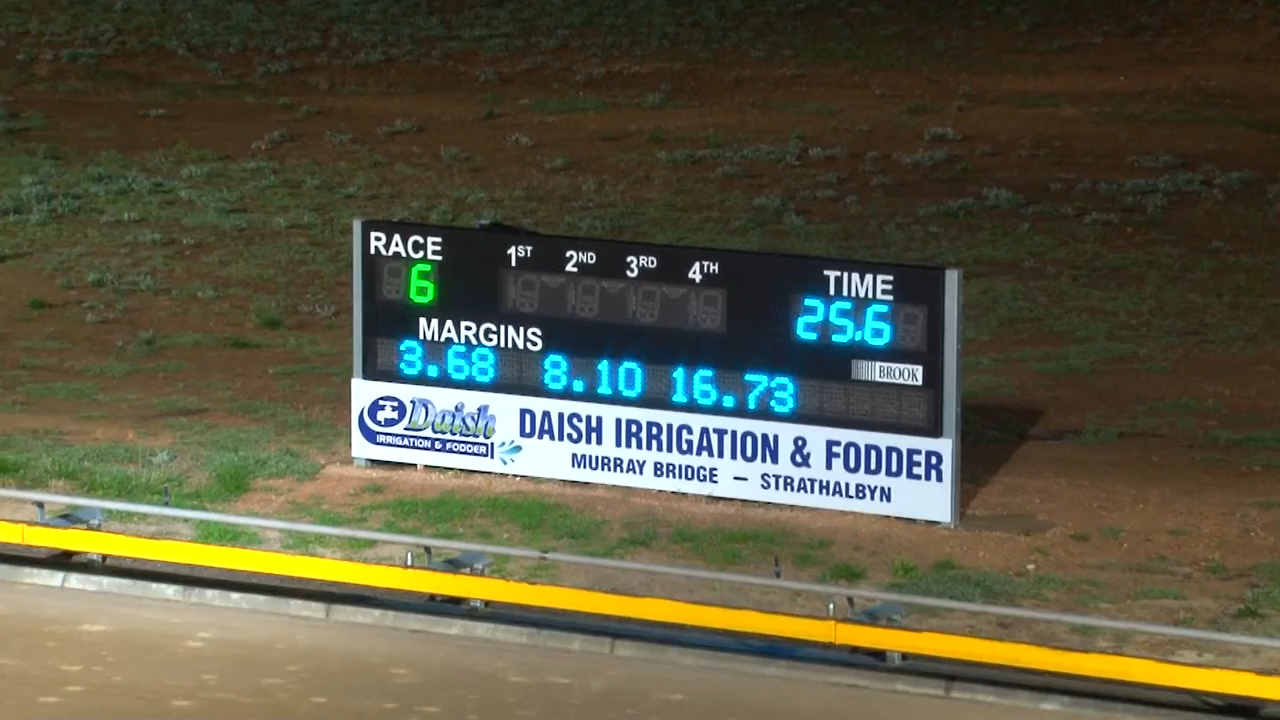 RACE 1ST 2ND 3RD 4TH TIME
6 25.6
MARGINS
3.68 8.10 16.73
BROOK
Daish
IRRIGATION & FODDER
DAISH IRRIGATION & FODDER
MURRAY BRIDGE – STRATHALBYN